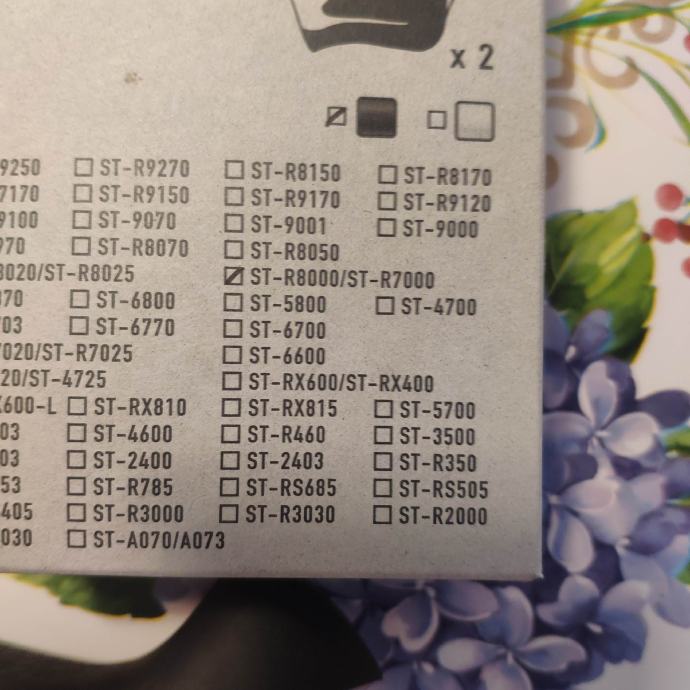 x 2
9250 ST-R9270 ST-R8150 ST-R8170
7170 ST-R9150 ST-R9170 ST-R9120
9100 ST-9070 ST-9001 ST-9000
970 ST-R8070 ST-R8050
8020/ST-R8025 ST-R8000/ST-R7000
70 ST-6800 ST-5800 ST-4700
03 ST-6770 ST-6700
7020/ST-R7025 ST-6600
20/ST-4725 ST-RX600/ST-RX400
X600-L ST-RX810 ST-RX815 ST-5700
03 ST-4600 ST-R460 ST-3500
03 ST-2400 ST-2403 ST-R350
53 ST-R785 ST-RS685 ST-RS505
405 ST-R3000 ST-R3030 ST-R2000
030 ST-A070/A073